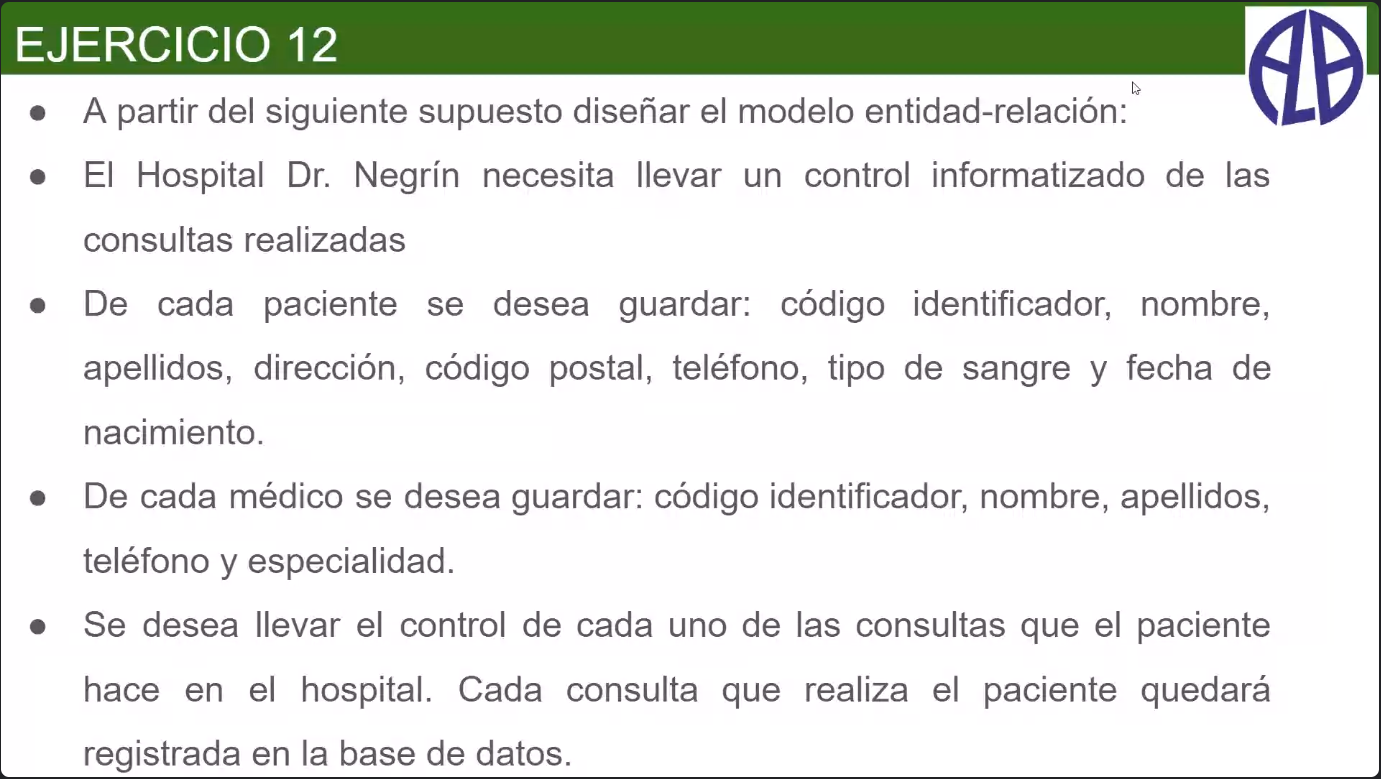 EJERCICIO 12
● A partir del siguiente supuesto diseñar el modelo entidad-relación:
● El Hospital Dr. Negrín necesita llevar un control informatizado de las
consultas realizadas
● De cada paciente se desea guardar: código identificador, nombre,
apellidos, dirección, código postal, teléfono, tipo de sangre y fecha de
nacimiento.
● De cada médico se desea guardar: código identificador, nombre, apellidos,
teléfono y especialidad.
● Se desea llevar el control de cada uno de las consultas que el paciente
hace en el hospital. Cada consulta que realiza el paciente quedará
registrada en la base de datos.